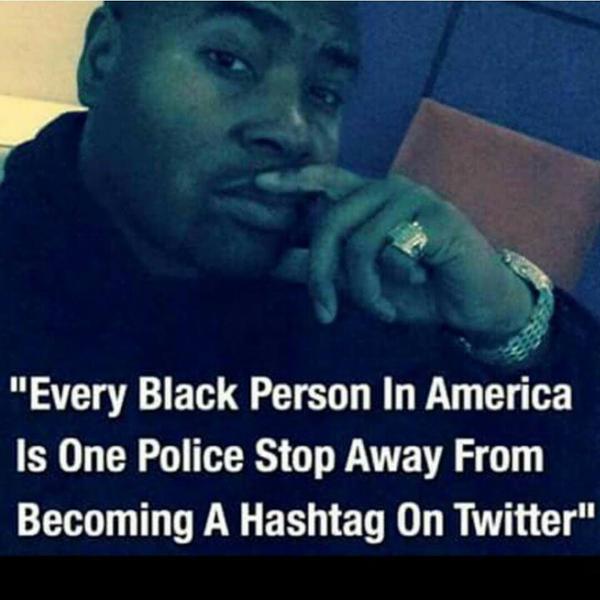 "Every Black Person In America
Is One Police Stop Away From
Becoming A Hashtag On Twitter"